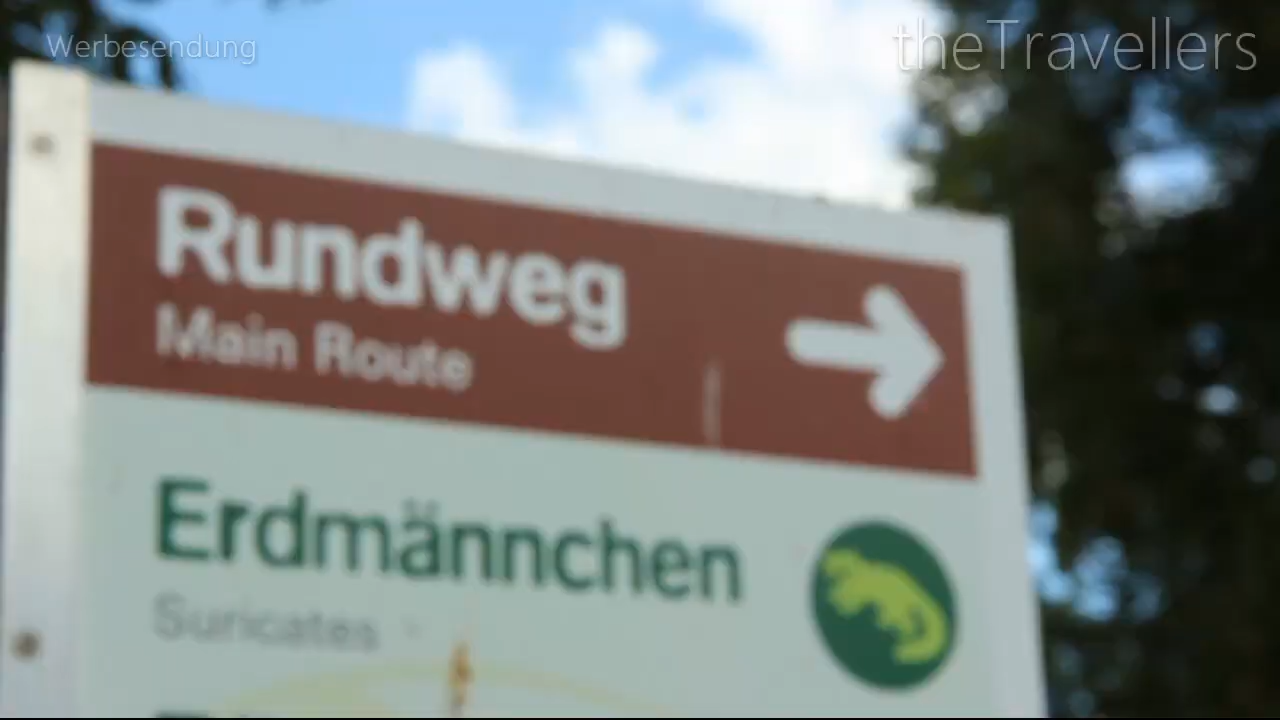 Werbesendung
theTravellers
Rundweg
Main Route
Erdmännchen
Suricates